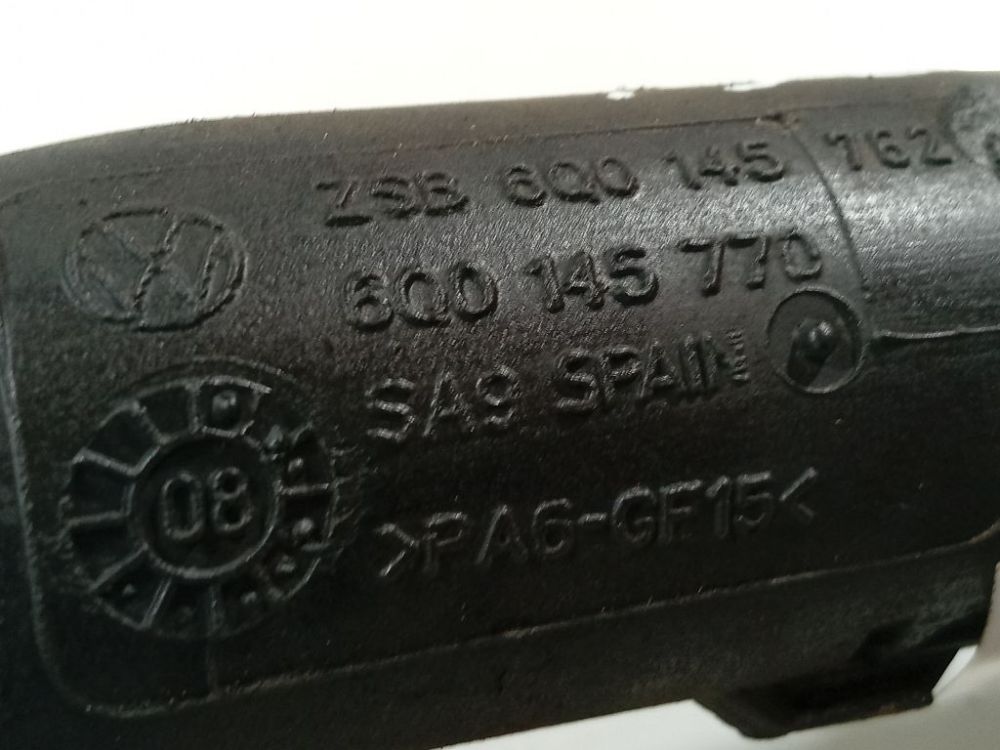 ZSB 6Q0 145 762
6Q0 145 770
SA9 SPAIN
>PA6-GF15<
08